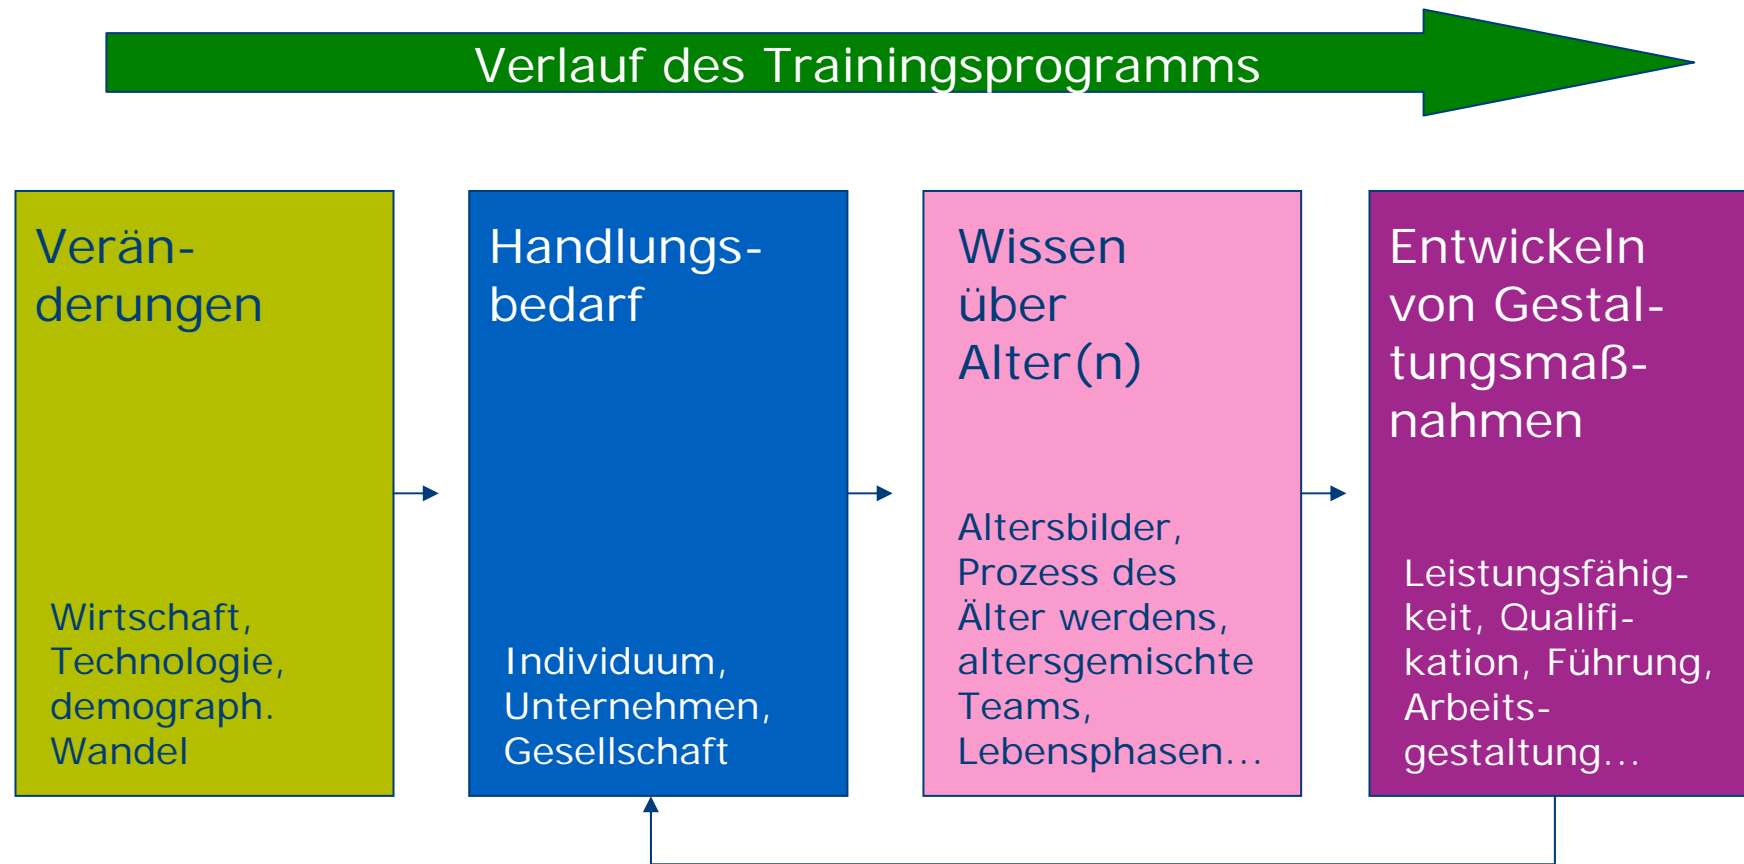 Verlauf des Trainingsprogramms
Verän-
derungen
Wirtschaft,
Technologie,
demograph.
Wandel
Handlungs-
bedarf
Individuum,
Unternehmen,
Gesellschaft
Wissen
über
Alter(n)
Altersbilder,
Prozess des
Älter werdens,
altersgemischte
Teams,
Lebensphasen...
Entwickeln
von Gestal-
tungsmaß-
nahmen
Leistungsfähig-
keit, Qualifi-
kation, Führung,
Arbeits-
gestaltung...